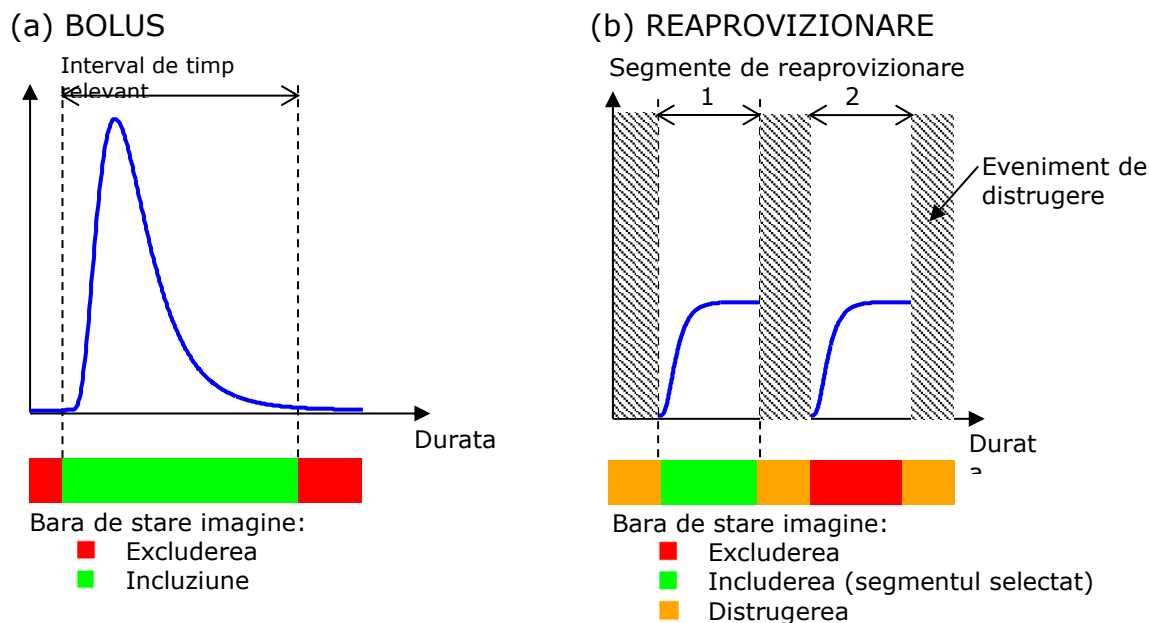 (a) BOLUS
Interval de timp
relevant
Durata
Bara de stare imagine:
Excluderea
Incluziune
(b) REAPROVIZIONARE
Segmente de reaprovizionare
1 2
Eveniment de
distrugere
Durat
a
Bara de stare imagine:
Excluderea
Includerea (segmentul selectat)
Distrugerea